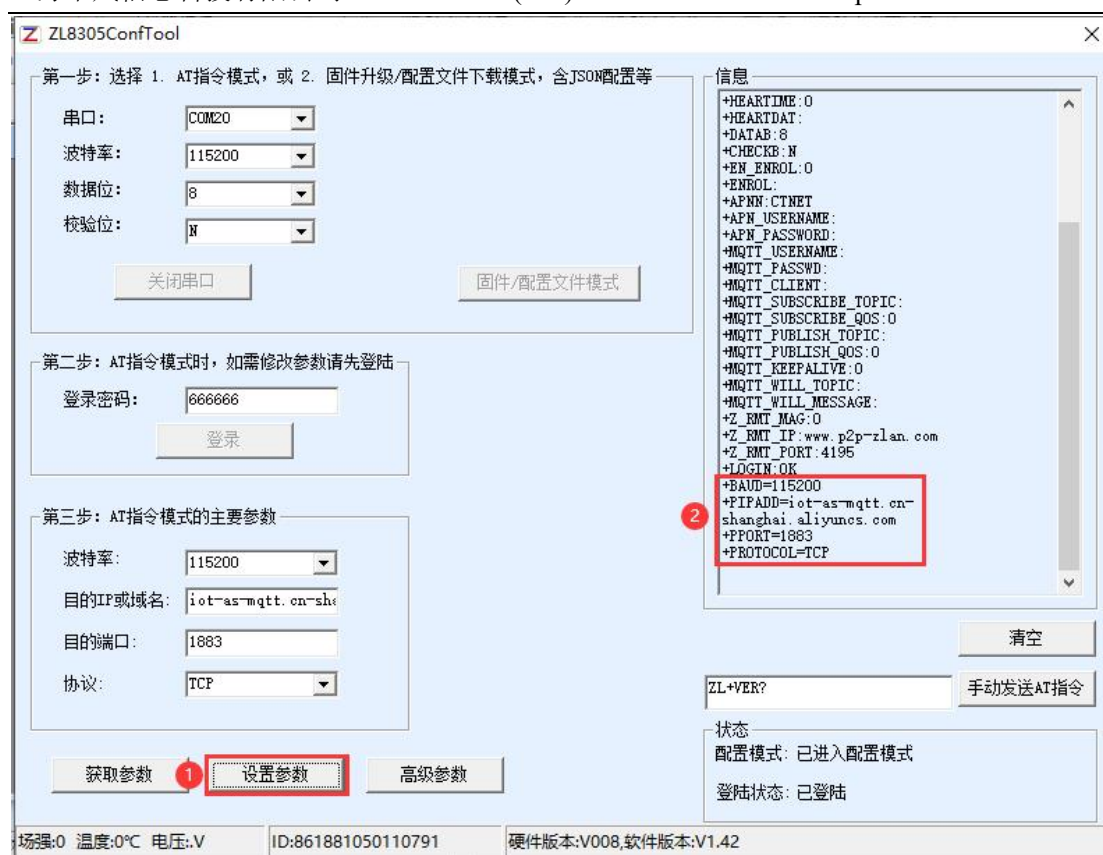 ZL8305ConfTool
第一步：选择 1. AT指令模式，或 2. 固件升级/配置文件下载模式，含JSON配置等
串口：
COM20
波特率：
115200
数据位：
8
校验位：
N
关闭串口
固件/配置文件模式
第二步：AT指令模式时，如需修改参数请先登陆
登录密码：
666666
登录
第三步：AT指令模式的主要参数
波特率：
115200
目的IP或域名：
iot-as-mqtt.cn-sha
目的端口：
1883
协议：
TCP
获取参数
1
设置参数
高级参数
信息
+HEARTIME:0
+HEARTDAT:
+DATAB:8
+CHECKB:N
+EN_ENROL:0
+ENROL:
+APNN:CTNET
+APN_USERNAME:
+APN_PASSWORD:
+MQTT_USERNAME:
+MQTT_PASSWD:
+MQTT_CLIENT:
+MQTT_SUBSCRIBE_TOPIC:
+MQTT_SUBSCRIBE_QOS:0
+MQTT_PUBLISH_TOPIC:
+MQTT_PUBLISH_QOS:0
+MQTT_KEEPALIVE:0
+MQTT_WILL_TOPIC:
+MQTT_WILL_MESSAGE:
+Z_RMT_MAG:0
+Z_RMT_IP:www.p2p-zlan.com
+Z_RMT_PORT:4195
+LOGIN:OK
+BAUD=115200
+PIPADD=iot-as-mqtt.cn-
shanghai.aliyuncs.com
+PPORT=1883
+PROTOCOL=TCP
2
清空
ZL+VER?
手动发送AT指令
状态
配置模式：已进入配置模式
登陆状态：已登陆
场强:0 温度:0℃ 电压:.V
ID:861881050110791
硬件版本:V008,软件版本:V1.42